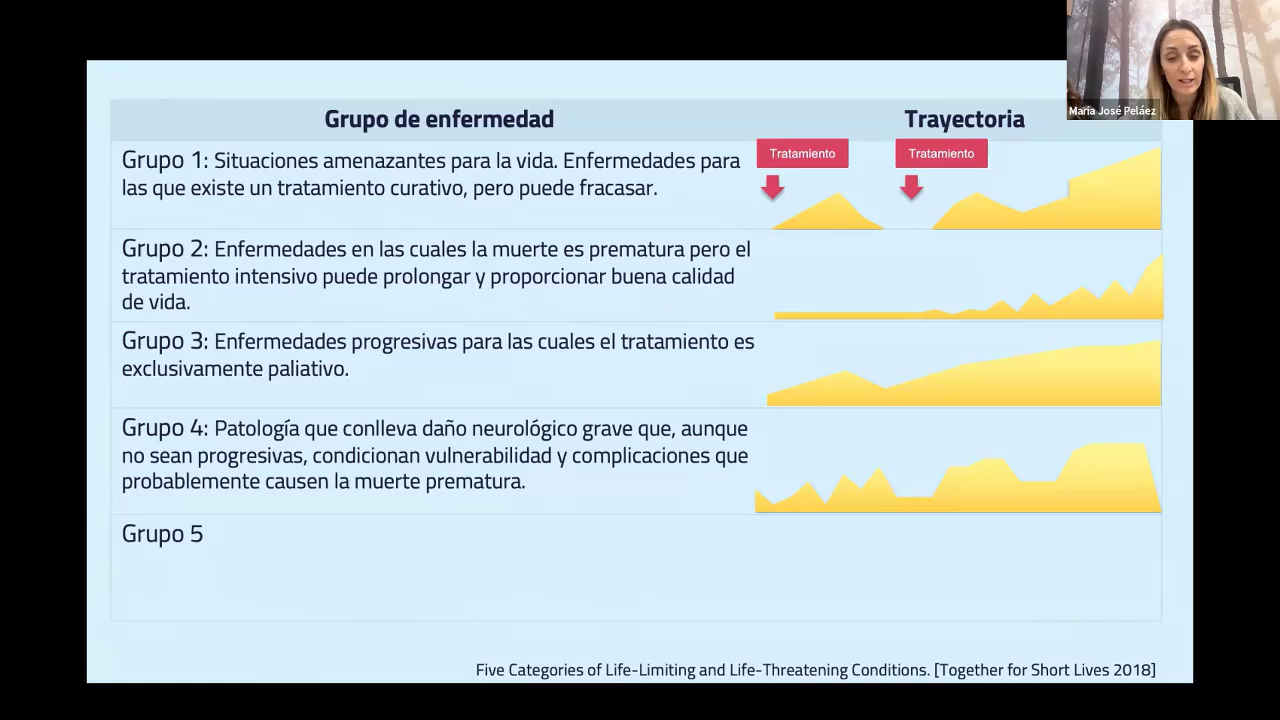 Maria José Peláez
Grupo de enfermedad
Trayectoria
Grupo 1: Situaciones amenazantes para la vida. Enfermedades para
las que existe un tratamiento curativo, pero puede fracasar.
Tratamiento
Tratamiento
Grupo 2: Enfermedades en las cuales la muerte es prematura pero el
tratamiento intensivo puede prolongar y proporcionar buena calidad
de vida.
Grupo 3: Enfermedades progresivas para las cuales el tratamiento es
exclusivamente paliativo.
Grupo 4: Patología que conlleva daño neurológico grave que, aunque
no sean progresivas, condicionan vulnerabilidad y complicaciones que
probablemente causen la muerte prematura.
Grupo 5
Five Categories of Life-Limiting and Life-Threatening Conditions. [Together for Short Lives 2018]